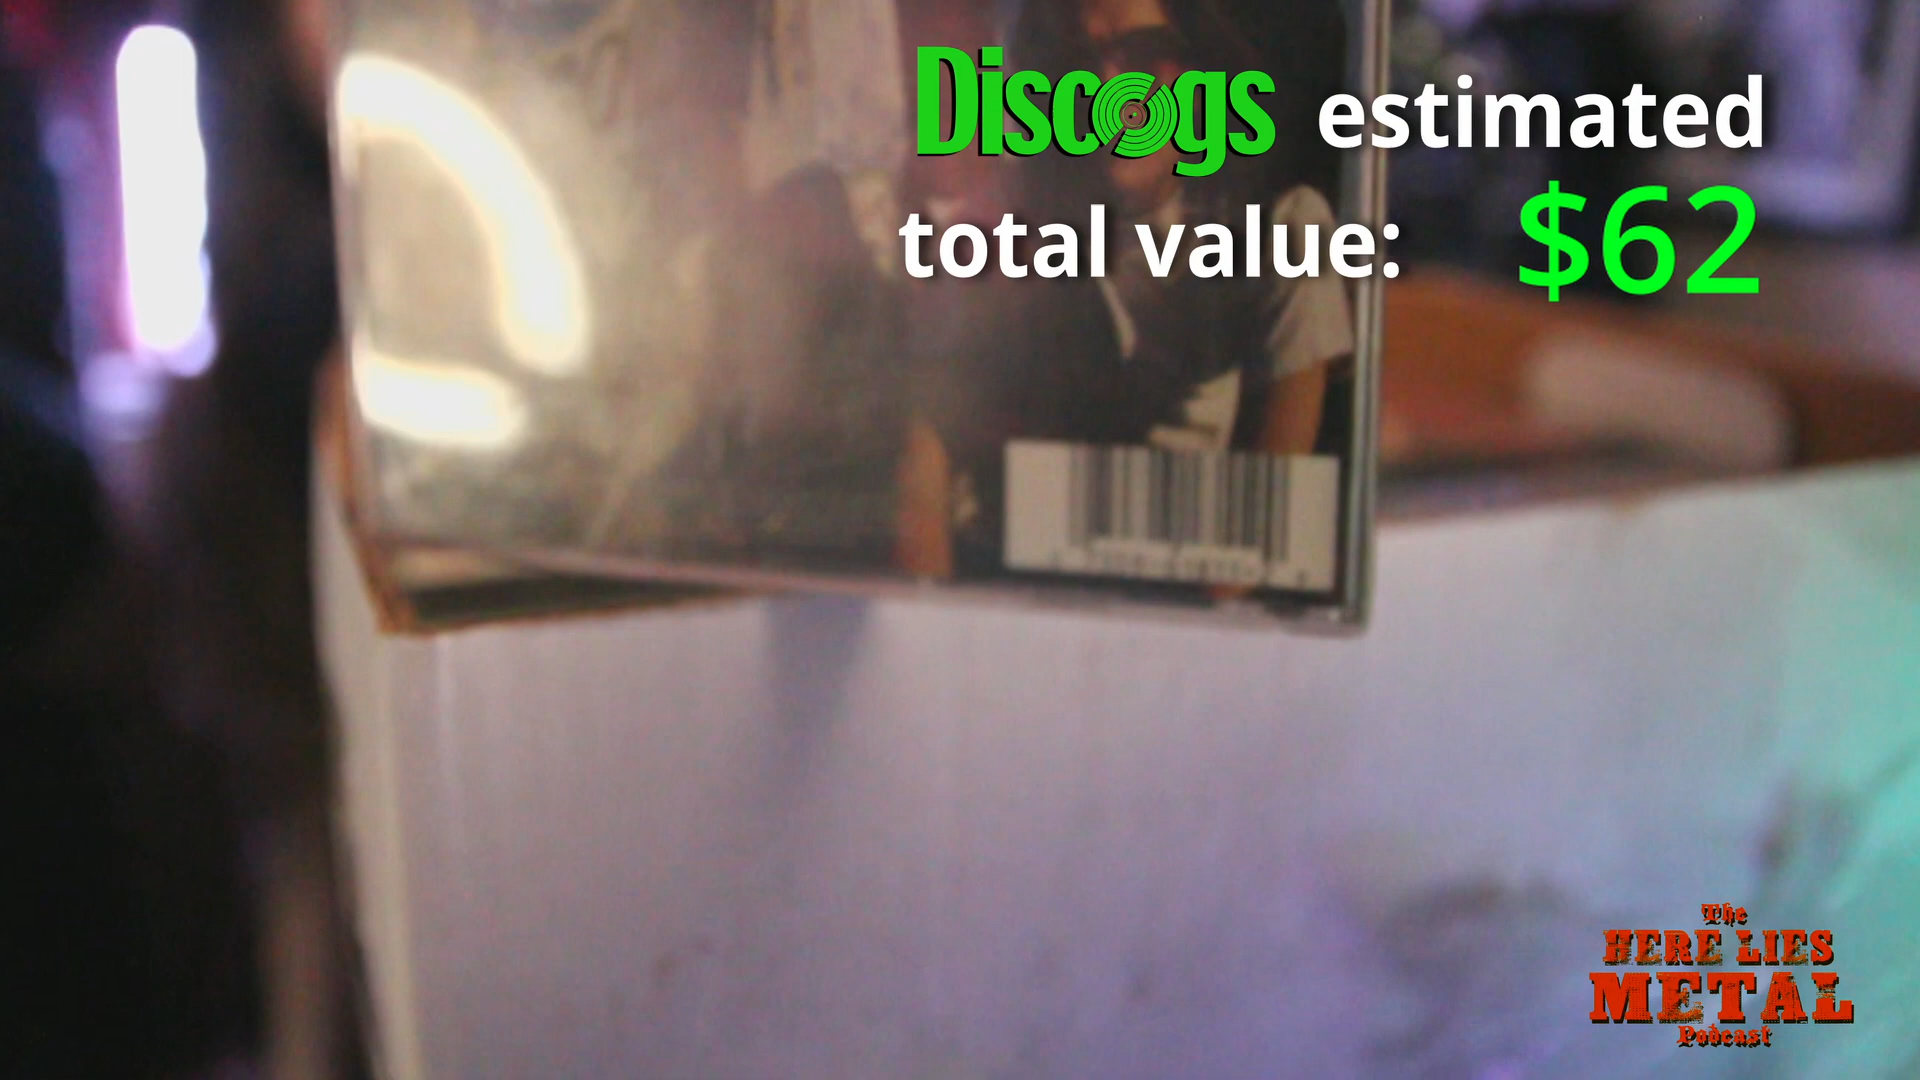 Discogs estimated
total value: $62
The
HERE LIES
METAL
Podcast